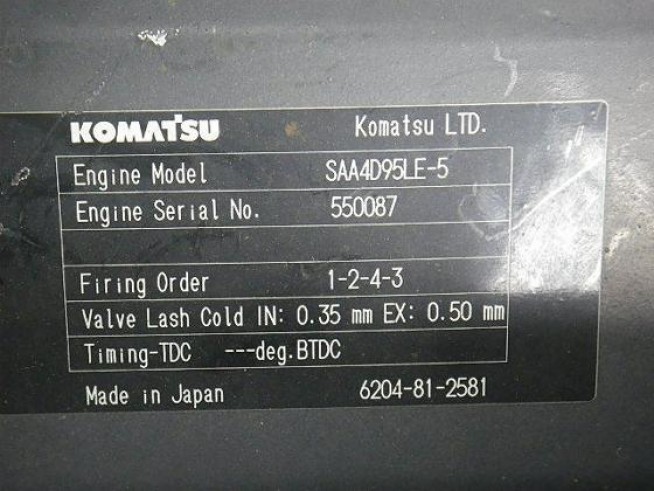 KOMATSU Komatsu LTD.
Engine Model SAA4D95LE-5
Engine Serial No. 550087
Firing Order 1-2-4-3
Valve Lash Cold IN: 0.35 mm EX: 0.50 mm
Timing-TDC ---deg.BTDC
Made in Japan 6204-81-2581